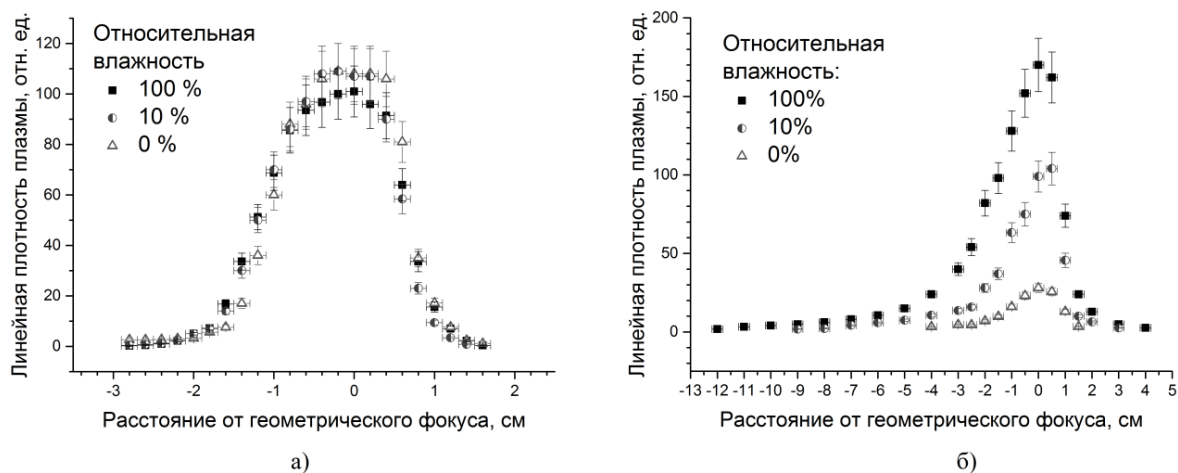 Линейная плотность плазмы, отн. ед.
120
100
80
60
40
20
0
Относительная
влажность
100 %
10 %
0 %
-2
-1
0
1
2
Расстояние от геометрического фокуса, см
а)
Линейная плотность плазмы, отн. ед.
200
150
100
50
0
Относительная
влажность:
100%
10%
0%
-13 -12 -11 -10 -9 -8 -7 -6 -5 -4 -3 -2 -1 0 1 2 3 4 5
Расстояние от геометрического фокуса, см
б)